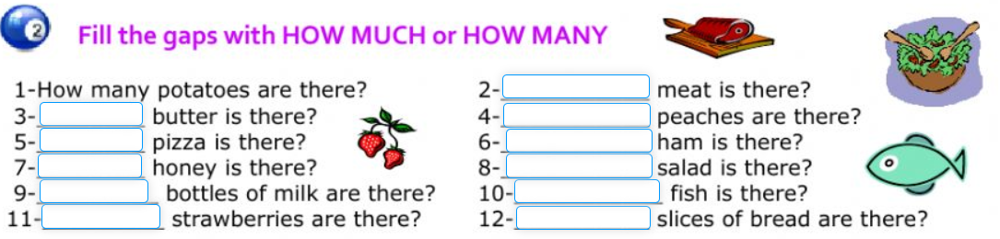 2 Fill the gaps with HOW MUCH or HOW MANY
1-How many potatoes are there?
2- meat is there?
3- butter is there?
4- peaches are there?
5- pizza is there?
6- ham is there?
7- honey is there?
8- salad is there?
9- bottles of milk are there?
10- fish is there?
11- strawberries are there?
12- slices of bread are there?